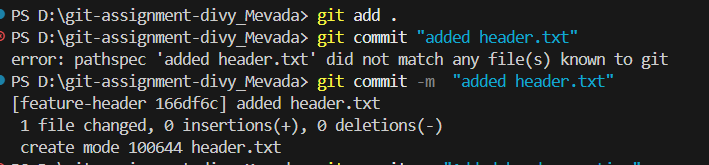 PS D:\git-assignment-divy_Mevada> git add .
PS D:\git-assignment-divy_Mevada> git commit "added header.txt"
error: pathspec 'added header.txt' did not match any file(s) known to git
PS D:\git-assignment-divy_Mevada> git commit -m  "added header.txt"
[feature-header 166df6c] added header.txt
 1 file changed, 0 insertions(+), 0 deletions(-)
 create mode 100644 header.txt